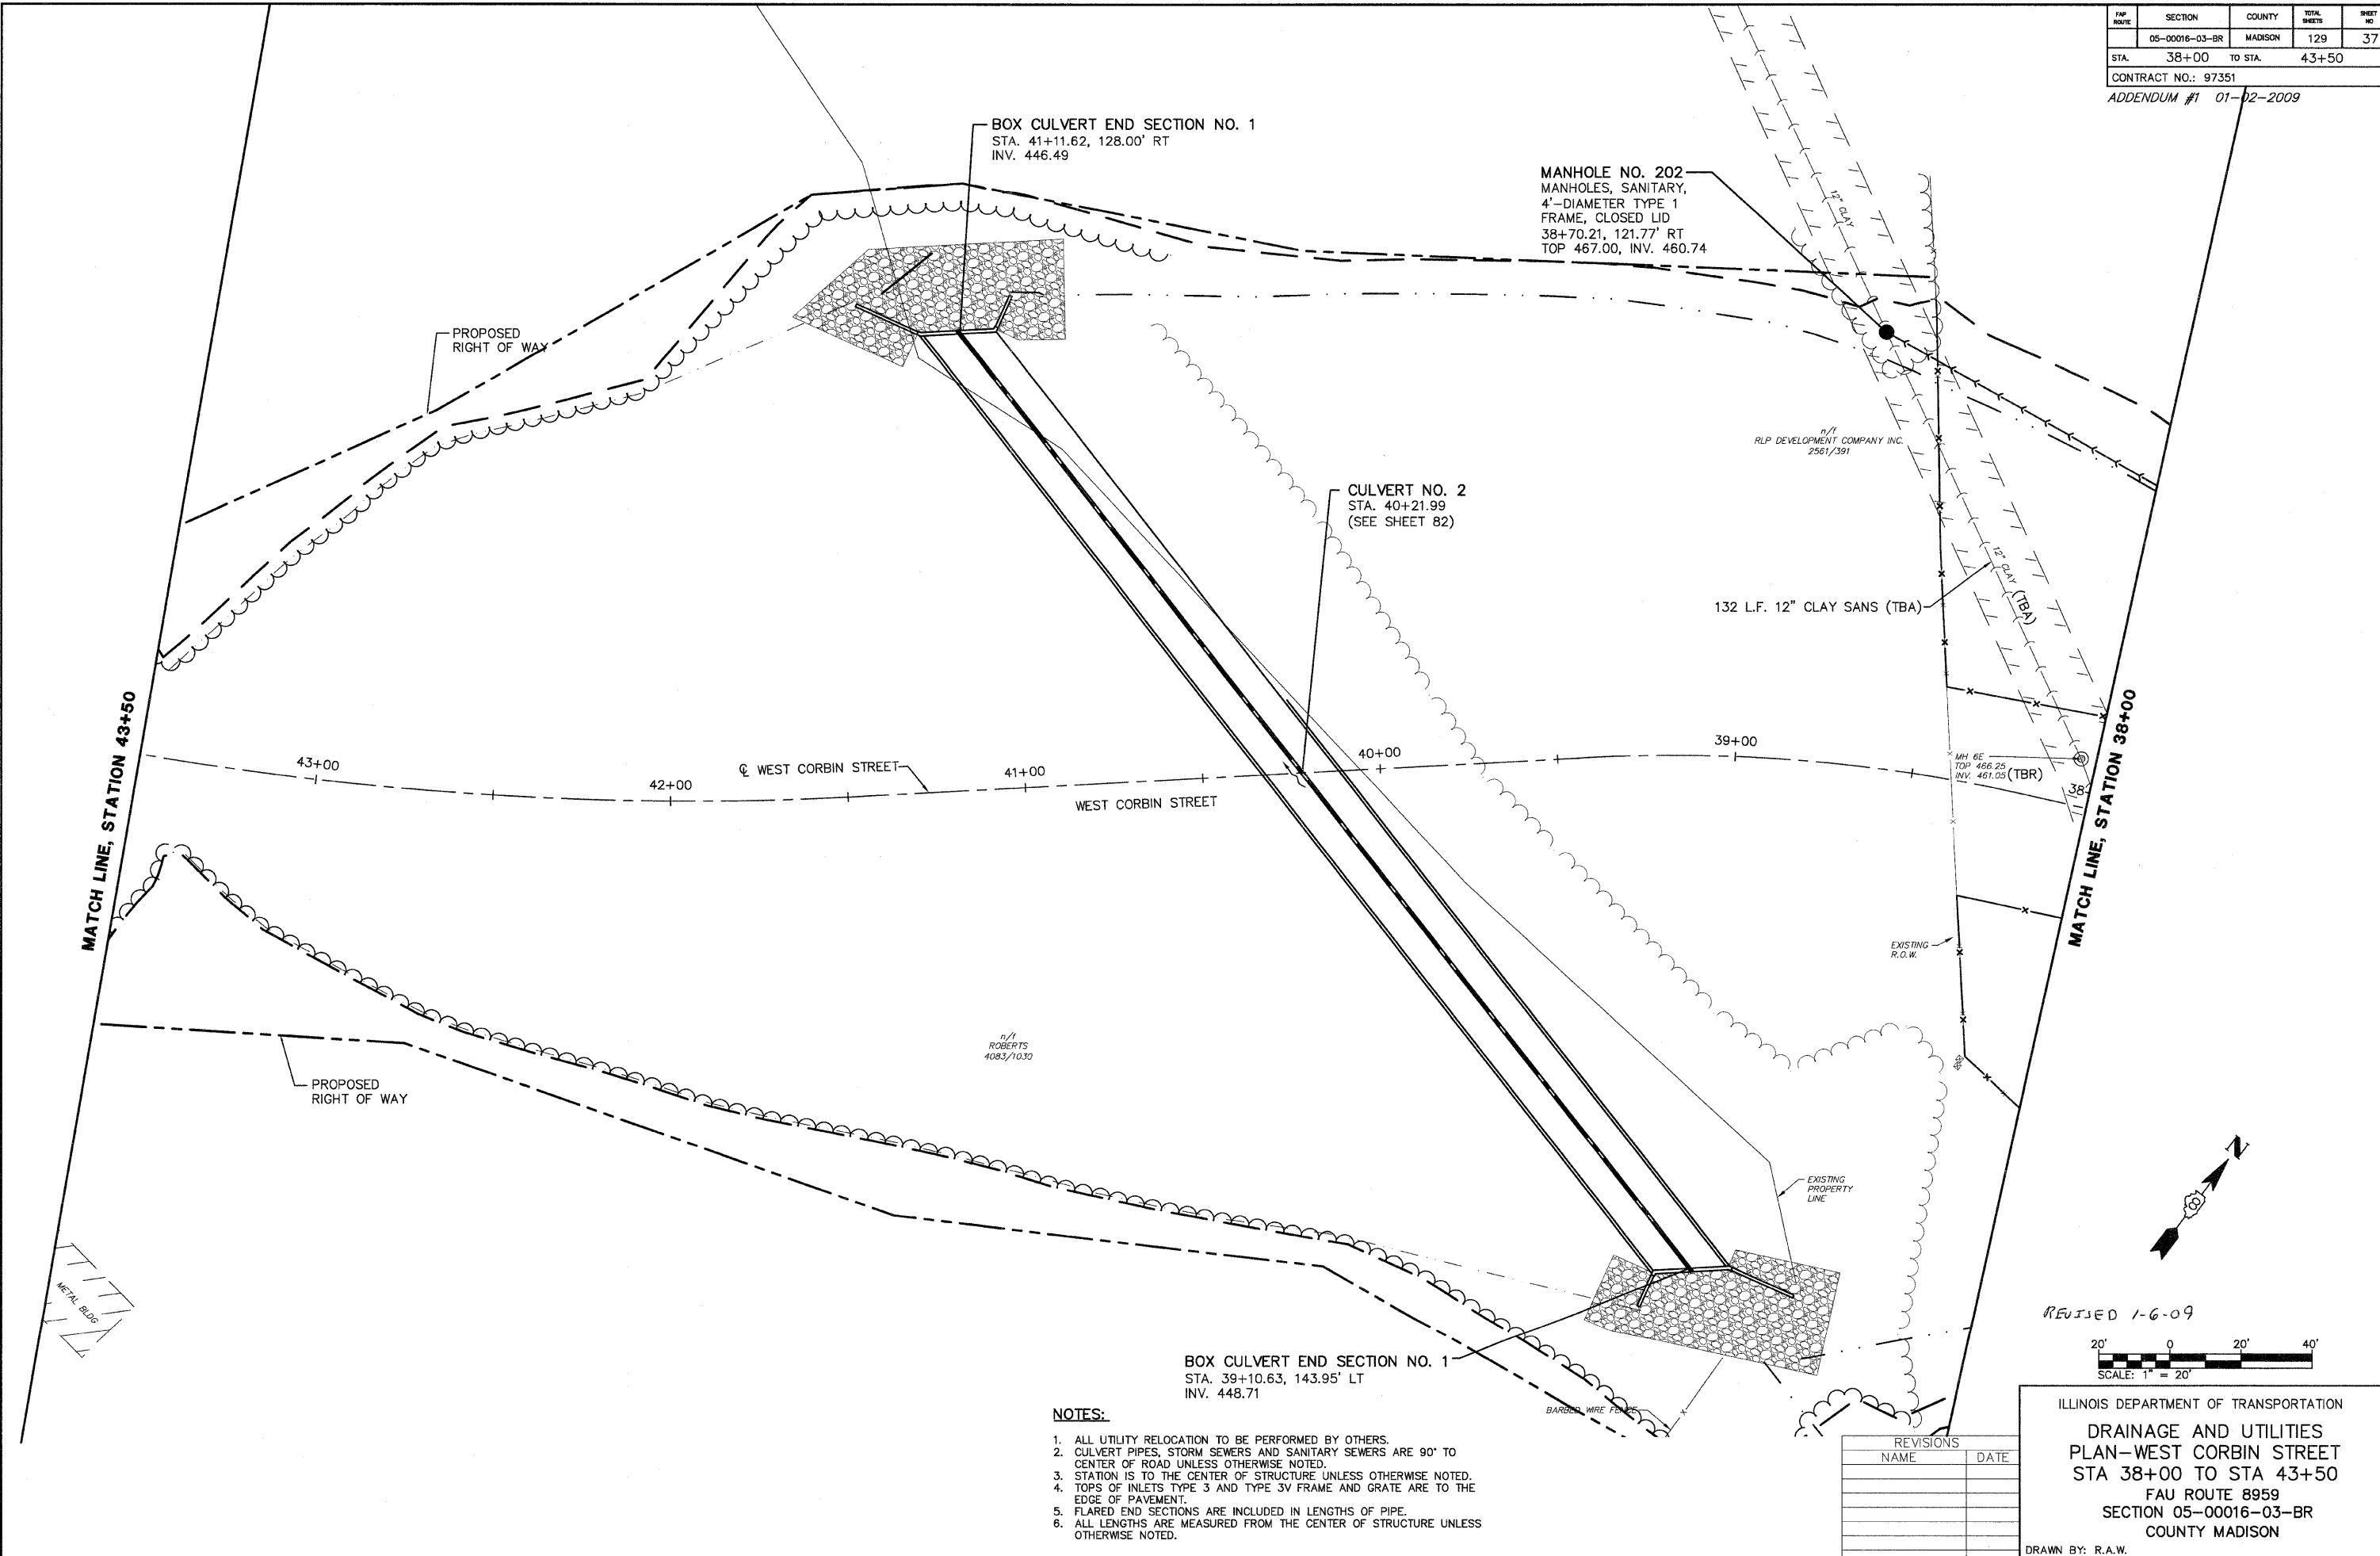 FAP ROUTE
SECTION
COUNTY
TOTAL SHEETS
SHEET NO
05-00016-03-BR
MADISON
129
37
STA. 38+00 TO STA. 43+50
CONTRACT NO.: 97351
ADDENDUM #1 01-02-2009
BOX CULVERT END SECTION NO. 1
STA. 41+11.62, 128.00' RT
INV. 446.49
MANHOLE NO. 202
MANHOLES, SANITARY,
4'-DIAMETER TYPE 1
FRAME, CLOSED LID
38+70.21, 121.77' RT
TOP 467.00, INV. 460.74
12" CLAY
PROPOSED
RIGHT OF WAY
n/f
RLP DEVELOPMENT COMPANY INC.
2561/391
CULVERT NO. 2
STA. 40+21.99
(SEE SHEET 82)
12" CLAY (TBA)
132 L.F. 12" CLAY SANS (TBA)
MATCH LINE, STATION 43+50
MATCH LINE, STATION 38+00
43+00
42+00
℄ WEST CORBIN STREET
41+00
WEST CORBIN STREET
40+00
39+00
MH 6E
TOP 466.25
INV. 461.05 (TBR)
38
EXISTING
R.O.W.
n/f
ROBERTS
4083/1030
PROPOSED
RIGHT OF WAY
EXISTING
PROPERTY
LINE
N
METAL BLDG
REVISED 1-6-09
20' 0 20' 40'
SCALE: 1" = 20'
BOX CULVERT END SECTION NO. 1
STA. 39+10.63, 143.95' LT
INV. 448.71
BARBED WIRE FENCE
NOTES:
1. ALL UTILITY RELOCATION TO BE PERFORMED BY OTHERS.
2. CULVERT PIPES, STORM SEWERS AND SANITARY SEWERS ARE 90° TO
CENTER OF ROAD UNLESS OTHERWISE NOTED.
3. STATION IS TO THE CENTER OF STRUCTURE UNLESS OTHERWISE NOTED.
4. TOPS OF INLETS TYPE 3 AND TYPE 3V FRAME AND GRATE ARE TO THE
EDGE OF PAVEMENT.
5. FLARED END SECTIONS ARE INCLUDED IN LENGTHS OF PIPE.
6. ALL LENGTHS ARE MEASURED FROM THE CENTER OF STRUCTURE UNLESS
OTHERWISE NOTED.
REVISIONS
NAME DATE
ILLINOIS DEPARTMENT OF TRANSPORTATION
DRAINAGE AND UTILITIES
PLAN-WEST CORBIN STREET
STA 38+00 TO STA 43+50
FAU ROUTE 8959
SECTION 05-00016-03-BR
COUNTY MADISON
DRAWN BY: R.A.W.